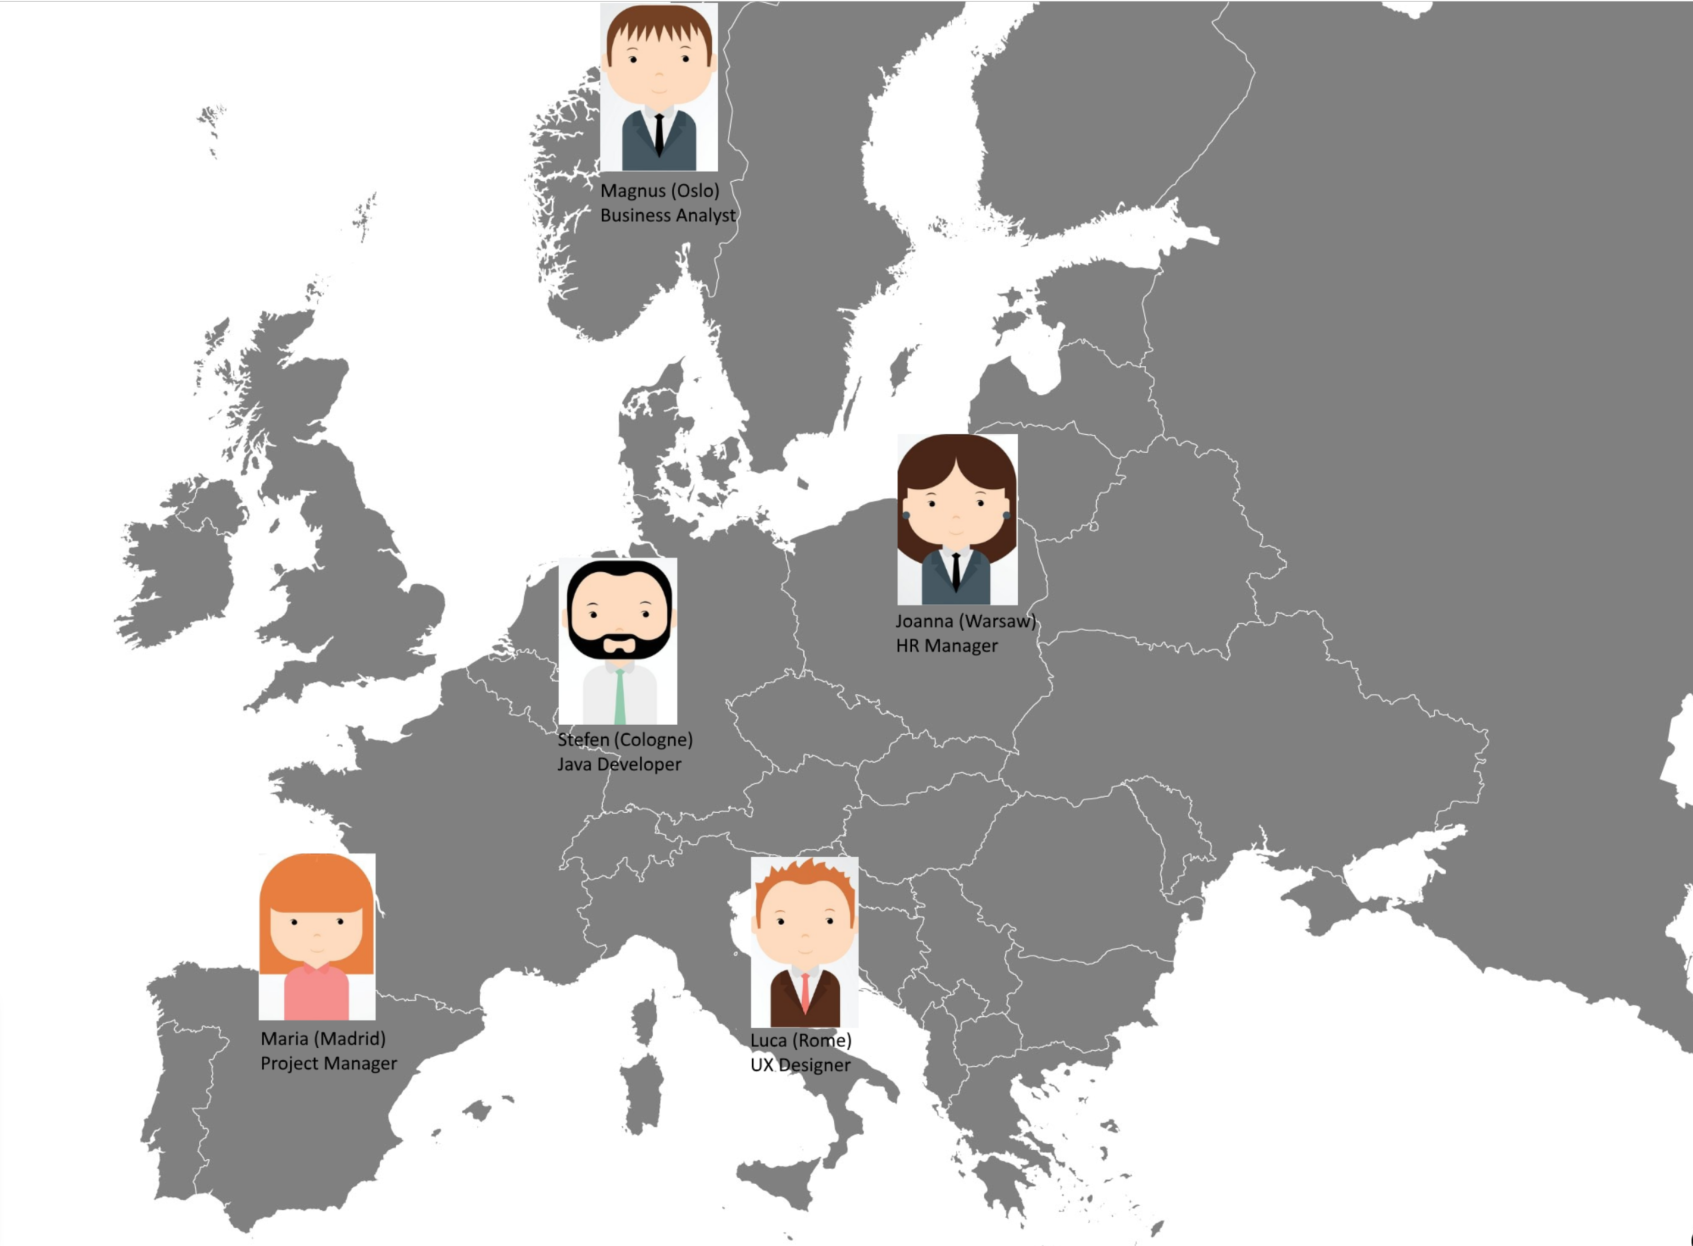 Magnus (Oslo)
Business Analyst
Joanna (Warsaw)
HR Manager
Stefen (Cologne)
Java Developer
Maria (Madrid)
Project Manager
Luca (Rome)
UX Designer